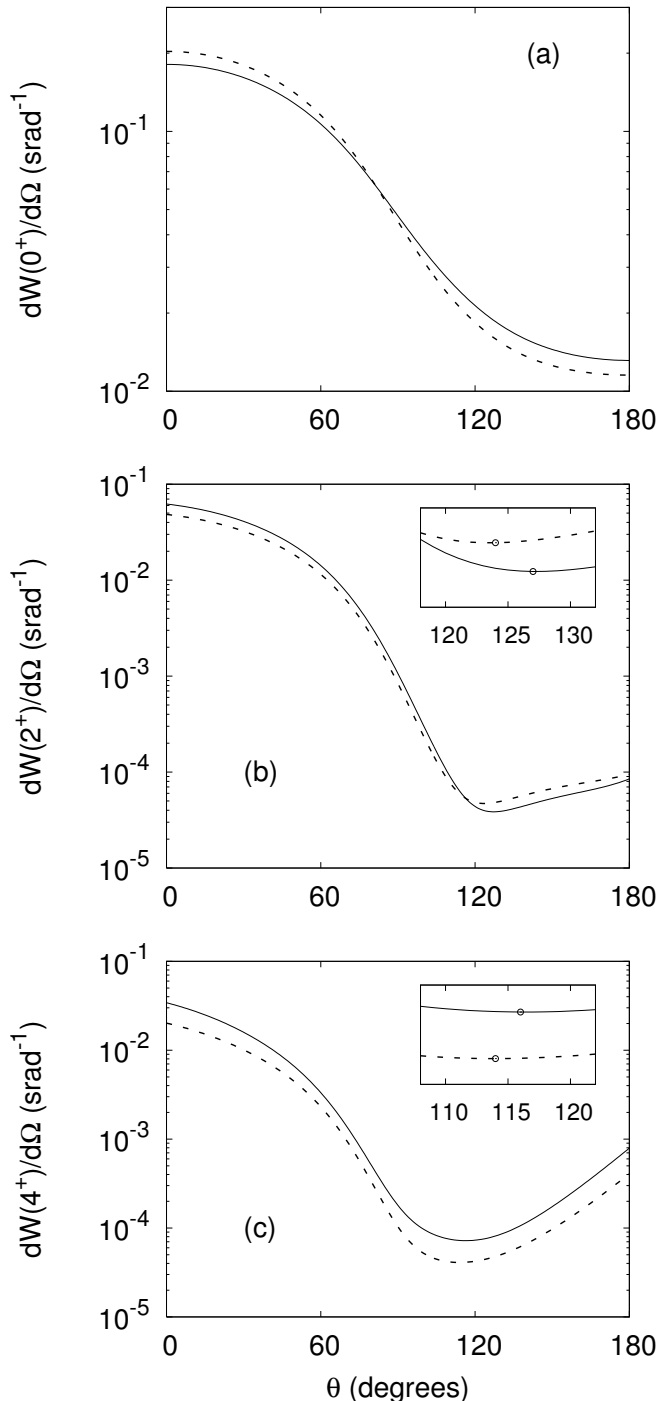 (a)
dW(0⁺)/dΩ (srad⁻¹)
10⁻¹
10⁻²
0 60 120 180
dW(2⁺)/dΩ (srad⁻¹)
10⁻¹
10⁻²
10⁻³
10⁻⁴
10⁻⁵
120 125 130
(b)
0 60 120 180
dW(4⁺)/dΩ (srad⁻¹)
10⁻¹
10⁻²
10⁻³
10⁻⁴
10⁻⁵
110 115 120
(c)
0 60 120 180
θ (degrees)